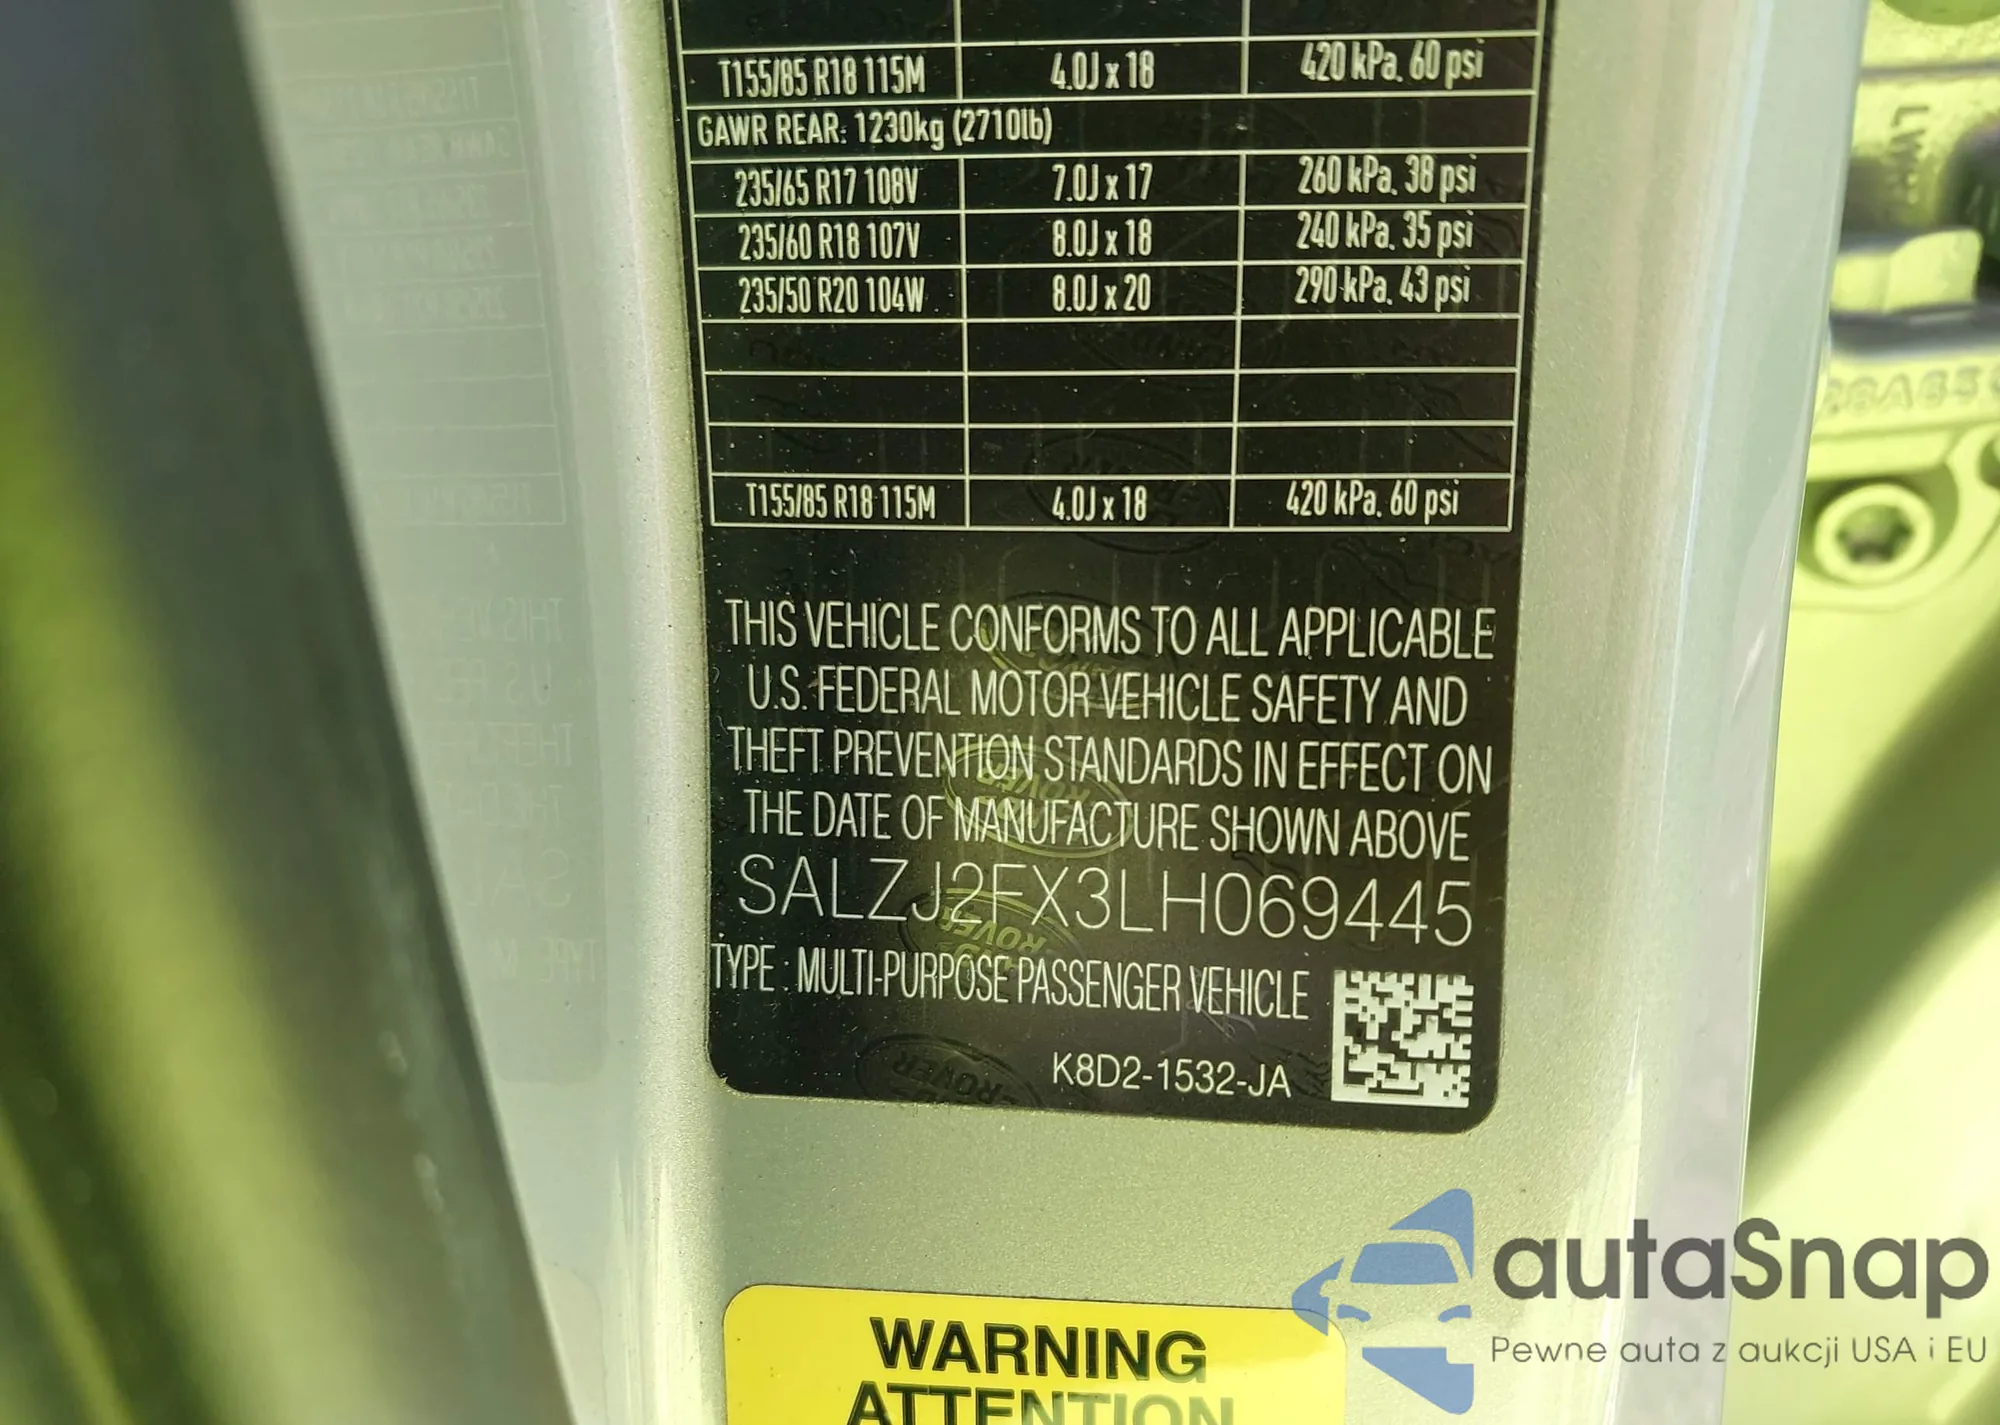 T155/85 R18 115M 4.0J x 18 420 kPa, 60 psi
GAWR REAR: 1230kg (2710lb)
235/65 R17 108V 7.0J x 17 260 kPa, 38 psi
235/60 R18 107V 8.0J x 18 240 kPa, 35 psi
235/50 R20 104W 8.0J x 20 290 kPa, 43 psi
T155/85 R18 115M 4.0J x 18 420 kPa, 60 psi
THIS VEHICLE CONFORMS TO ALL APPLICABLE
U.S. FEDERAL MOTOR VEHICLE SAFETY AND
THEFT PREVENTION STANDARDS IN EFFECT ON
THE DATE OF MANUFACTURE SHOWN ABOVE
SALZJ2FX3LH069445
TYPE : MULTI-PURPOSE PASSENGER VEHICLE
K8D2-1532-JA
WARNING
ATTENTION
autaSnap
Pewne auta z aukcji USA i EU